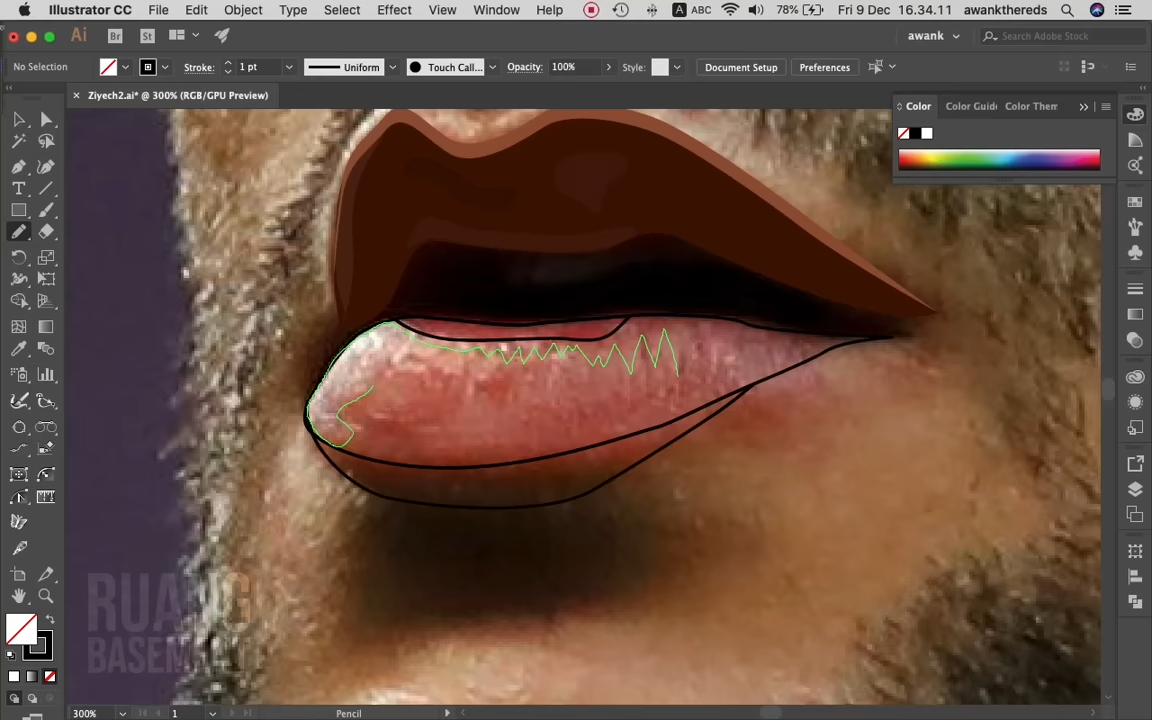 Illustrator CC File Edit Object Type Select Effect View Window Help A ABC 78% Fri 9 Dec 16.34.11 awankthereds
Ai Br St awank Search Adobe Stock
No Selection Stroke: 1 pt Uniform Touch Call... Opacity: 100% Style: Document Setup Preferences
Ziyech2.ai* @ 300% (RGB/GPU Preview)
Color Color Guid Color Them
RUANG
BASEMENT
300% 1 Pencil